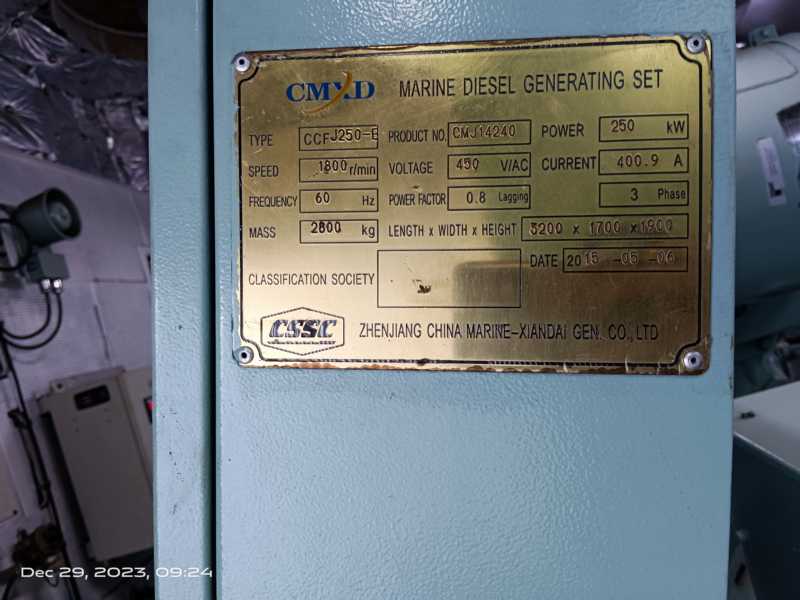 CMXD MARINE DIESEL GENERATING SET
TYPE CCFJ250-E PRODUCT NO. CMJ14240 POWER 250 kW
SPEED 1800 r/min VOLTAGE 450 V/AC CURRENT 400.9 A
FREQUENCY 60 Hz POWER FACTOR 0.8 Lagging 3 Phase
MASS 2800 kg LENGTH x WIDTH x HEIGHT 3200 x 1700 x 1900
DATE 2015 -05 -06
CLASSIFICATION SOCIETY
CSSC ZHENJIANG CHINA MARINE-XIANDAI GEN. CO.,LTD
Dec 29, 2023, 09:24